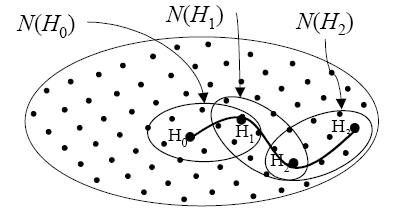 N(H₀)
N(H₁)
N(H₂)
H₀
H₁
H₂
H₃